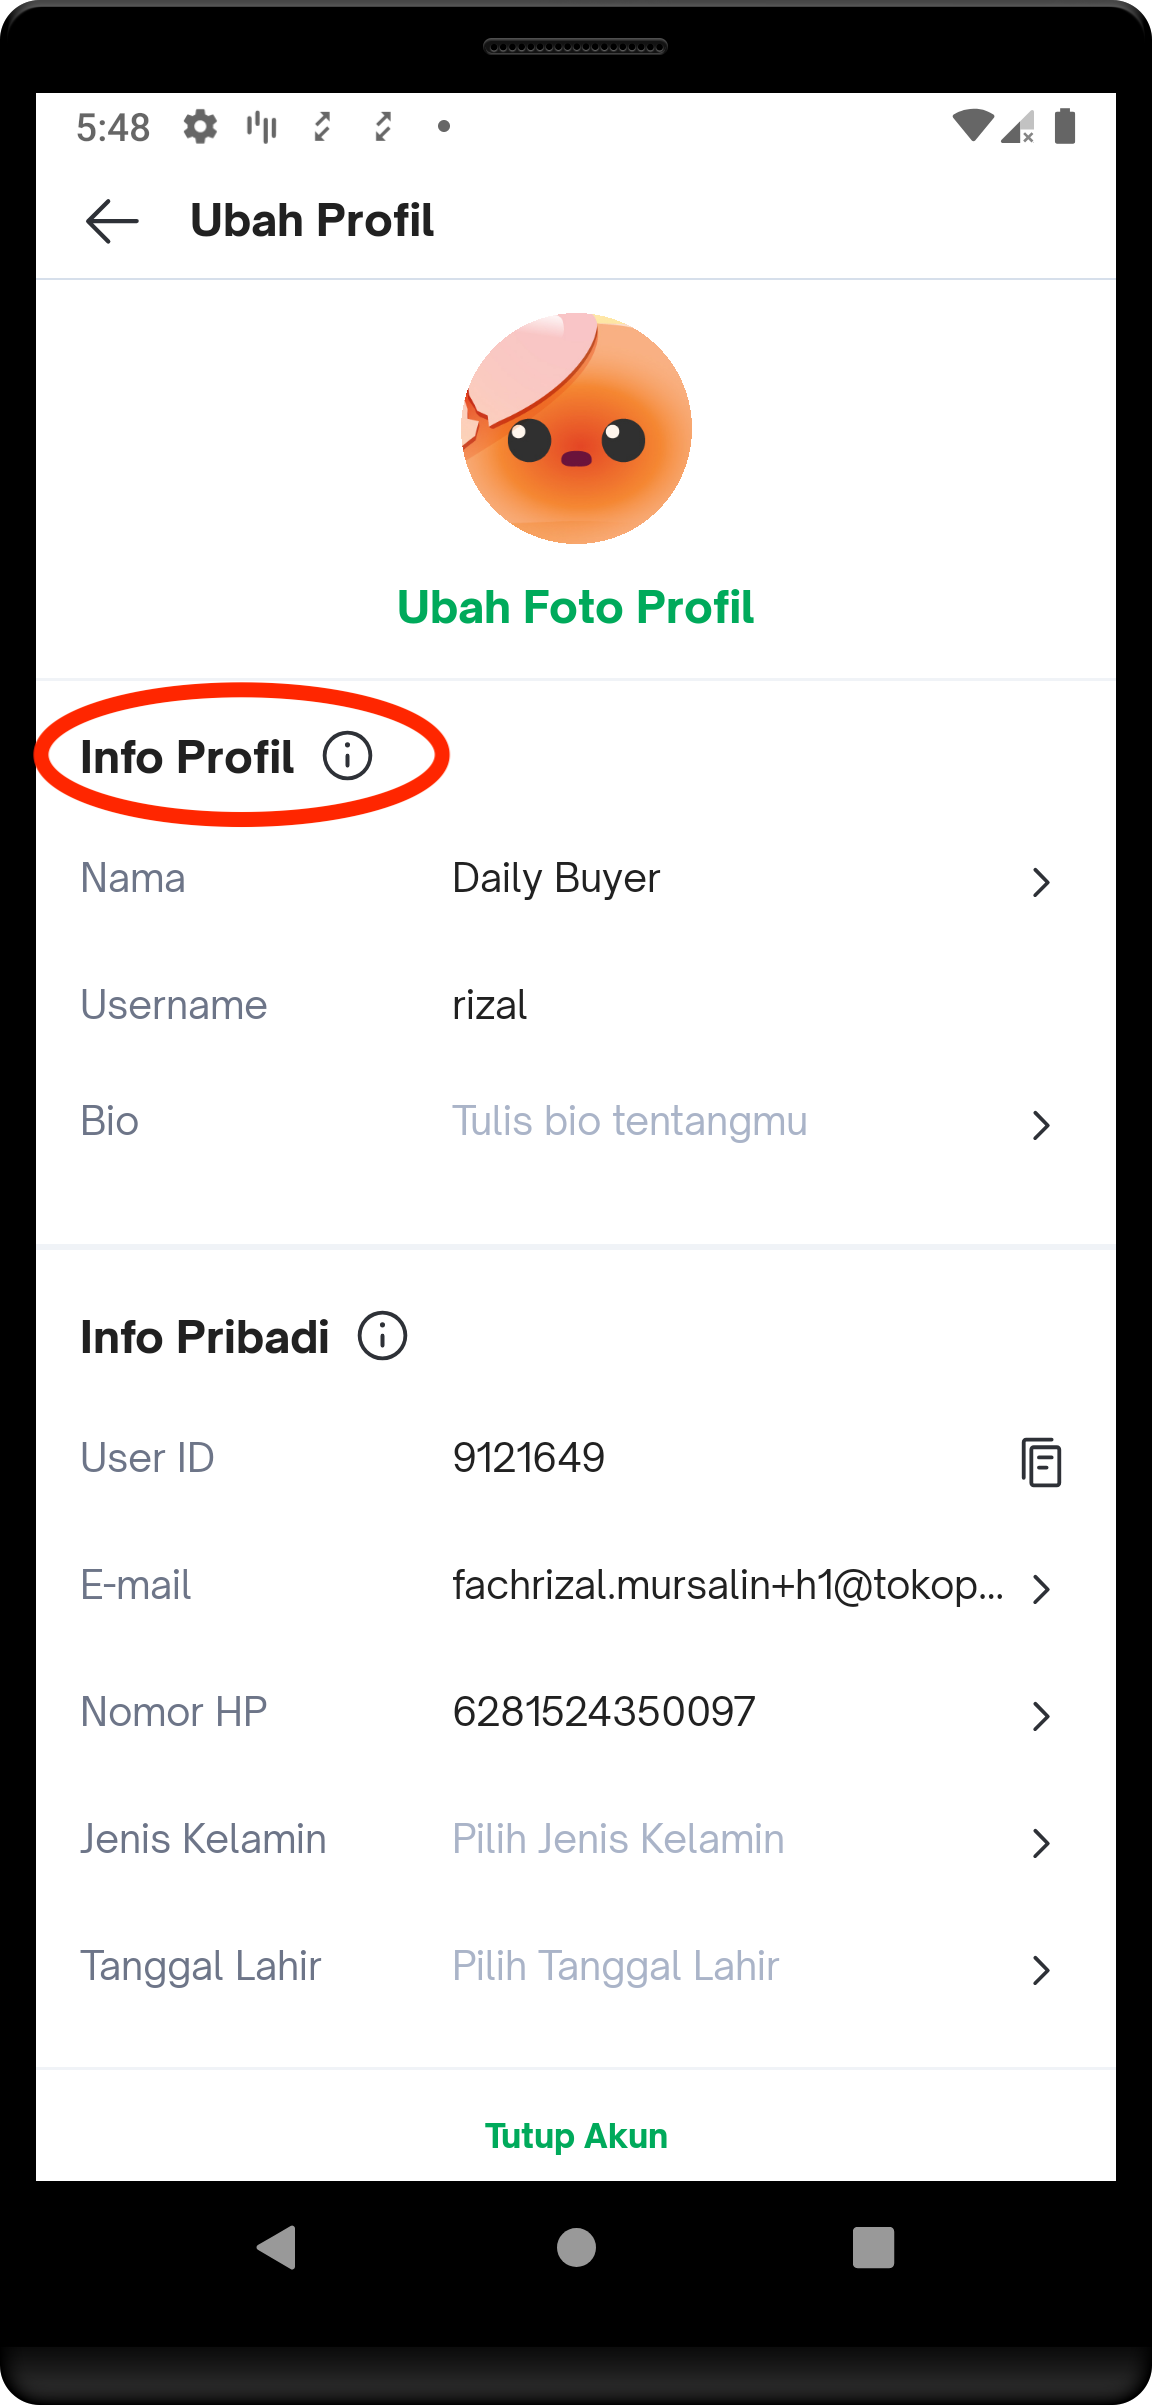 5:48
Ubah Profil
Ubah Foto Profil
Info Profil
Nama Daily Buyer
Username rizal
Bio Tulis bio tentangmu
Info Pribadi
User ID 9121649
E-mail fachrizal.mursalin+h1@tokop...
Nomor HP 6281524350097
Jenis Kelamin Pilih Jenis Kelamin
Tanggal Lahir Pilih Tanggal Lahir
Tutup Akun